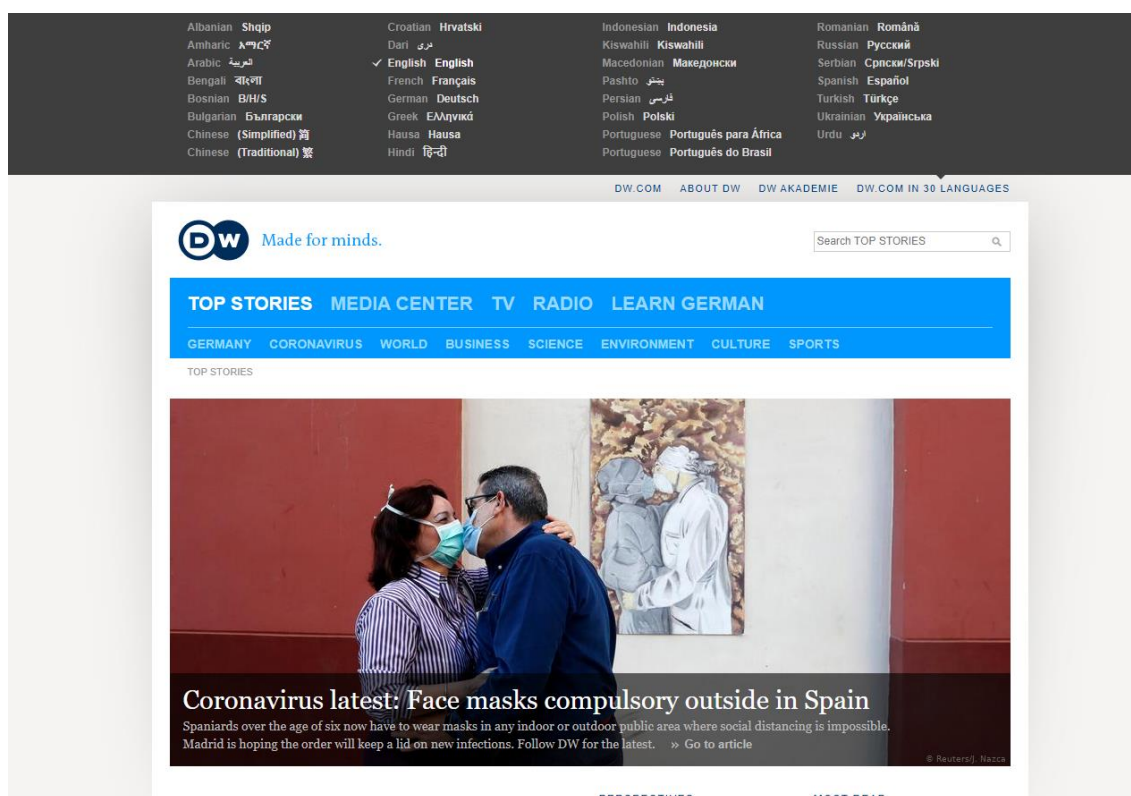 Albanian Shqip
Amharic አማርኛ
Arabic العربية
Bengali বাংলা
Bosnian B/H/S
Bulgarian Български
Chinese (Simplified) 简
Chinese (Traditional) 繁
Croatian Hrvatski
Dari دری
✓ English English
French Français
German Deutsch
Greek Ελληνικά
Hausa Hausa
Hindi हिन्दी
Indonesian Indonesia
Kiswahili Kiswahili
Macedonian Македонски
Pashto پښتو
Persian فارسی
Polish Polski
Portuguese Português para África
Portuguese Português do Brasil
Romanian Română
Russian Русский
Serbian Српски/Srpski
Spanish Español
Turkish Türkçe
Ukrainian Українська
Urdu اردو
DW.COM ABOUT DW DW AKADEMIE DW.COM IN 30 LANGUAGES
DW Made for minds.
Search TOP STORIES
TOP STORIES MEDIA CENTER TV RADIO LEARN GERMAN
GERMANY CORONAVIRUS WORLD BUSINESS SCIENCE ENVIRONMENT CULTURE SPORTS
TOP STORIES
Coronavirus latest: Face masks compulsory outside in Spain
Spaniards over the age of six now have to wear masks in any indoor or outdoor public area where social distancing is impossible.
Madrid is hoping the order will keep a lid on new infections. Follow DW for the latest. » Go to article
© Reuters/J. Nazca